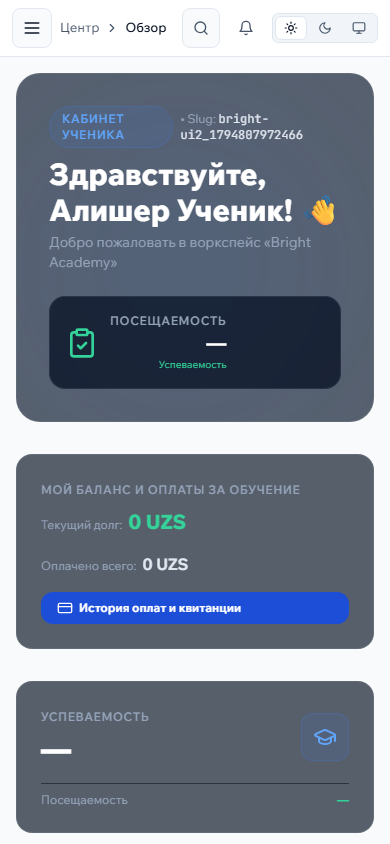 Центр > Обзор
КАБИНЕТ
УЧЕНИКА
• Slug: bright-
ui2_1794807972466
Здравствуйте,
Алишер Ученик! 👋
Добро пожаловать в воркспейс «Bright
Academy»
ПОСЕЩАЕМОСТЬ
—
Успеваемость
МОЙ БАЛАНС И ОПЛАТЫ ЗА ОБУЧЕНИЕ
Текущий долг: 0 UZS
Оплачено всего: 0 UZS
История оплат и квитанции
УСПЕВАЕМОСТЬ
—
Посещаемость —